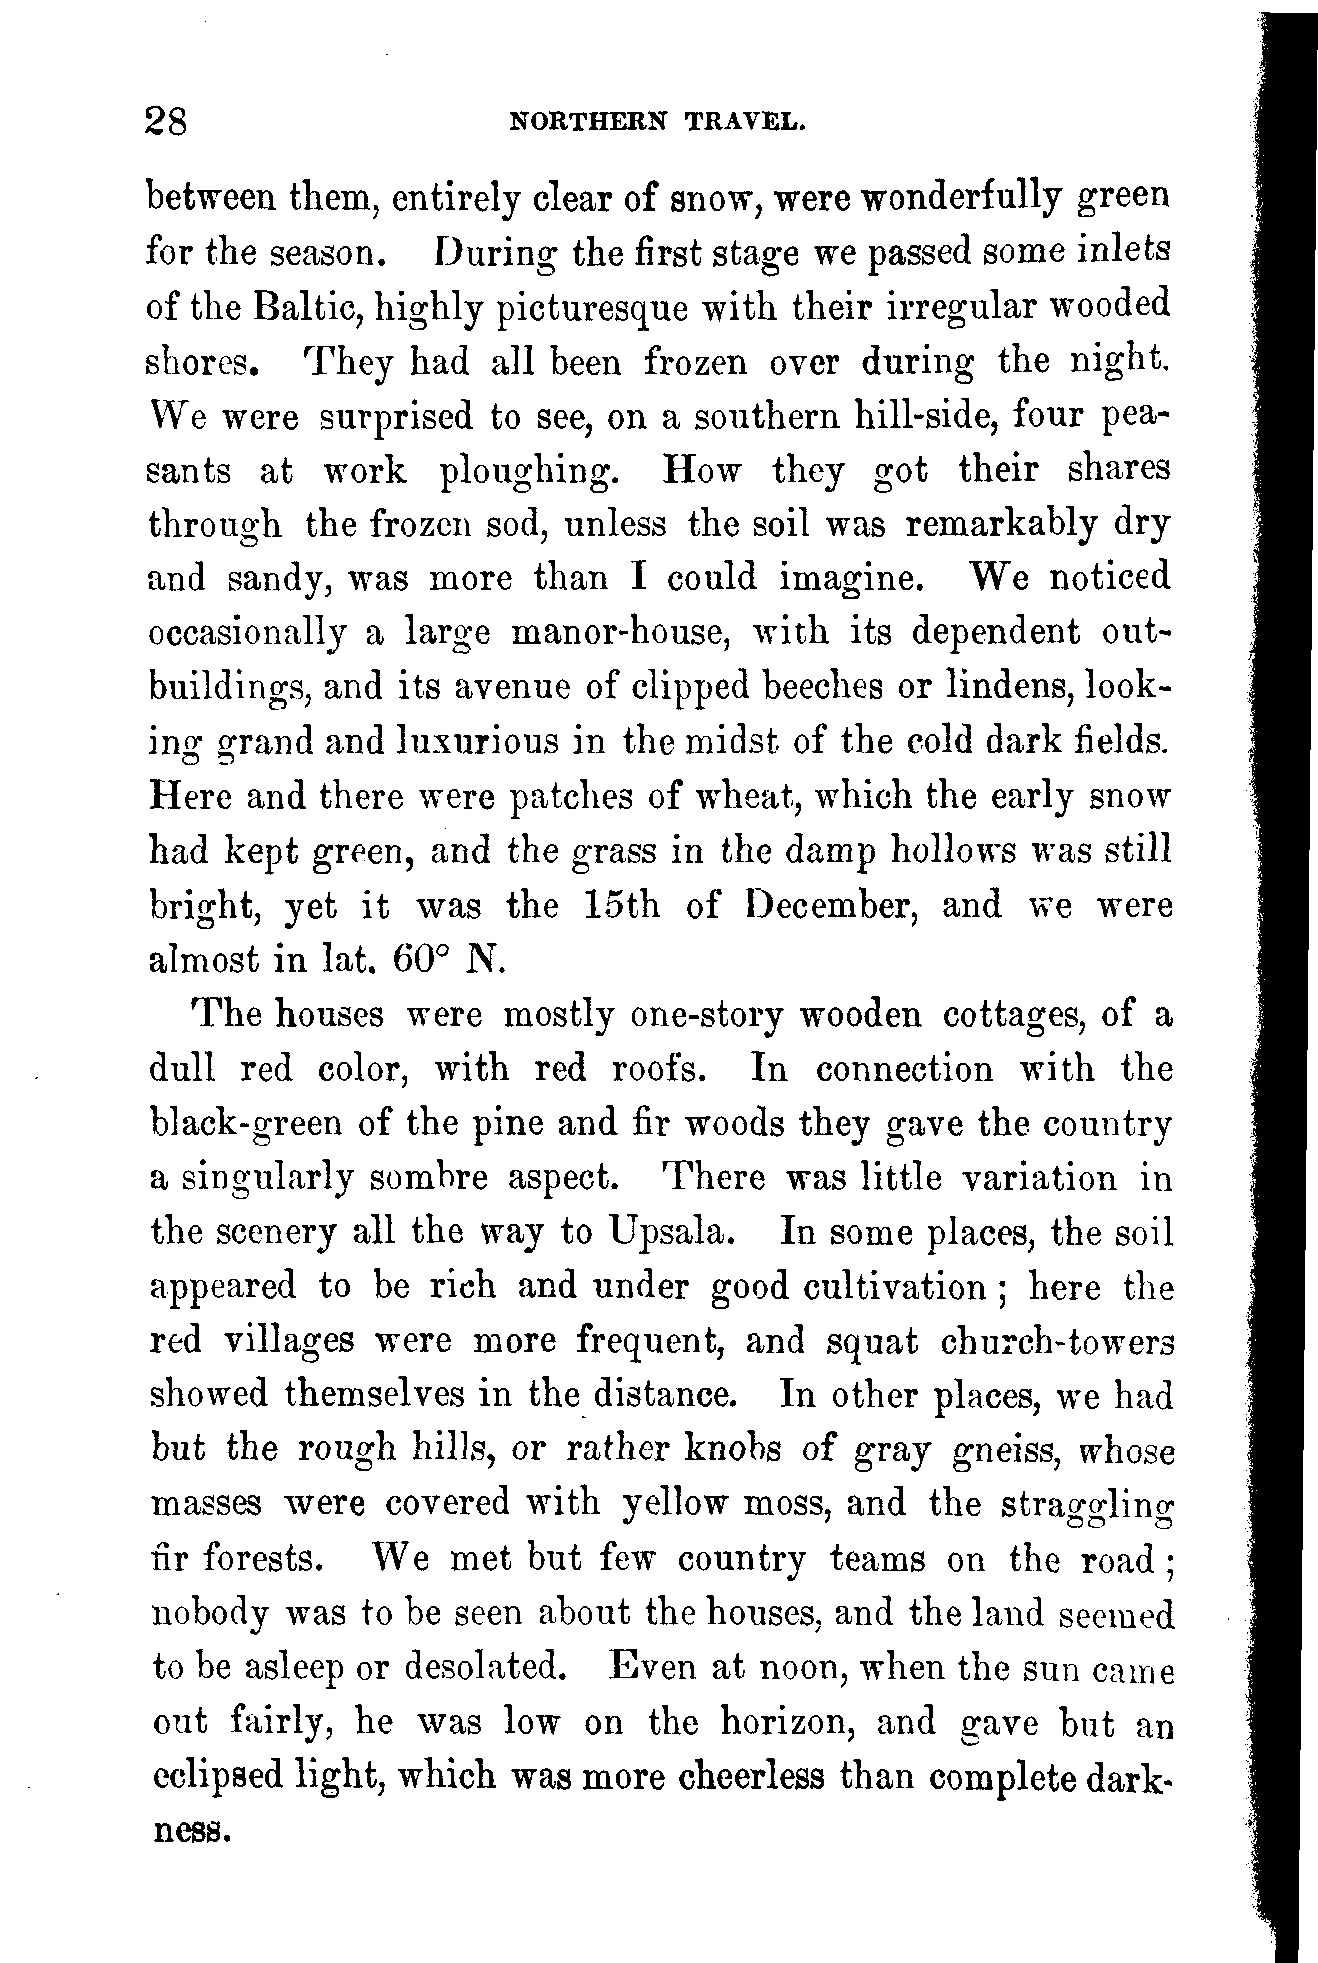 28 NORTHERN TRAVEL.
between them, entirely clear of snow, were wonderfully green
for the season. During the first stage we passed some inlets
of the Baltic, highly picturesque with their irregular wooded
shores. They had all been frozen over during the night.
We were surprised to see, on a southern hill-side, four pea-
sants at work ploughing. How they got their shares
through the frozen sod, unless the soil was remarkably dry
and sandy, was more than I could imagine. We noticed
occasionally a large manor-house, with its dependent out-
buildings, and its avenue of clipped beeches or lindens, look-
ing grand and luxurious in the midst of the cold dark fields.
Here and there were patches of wheat, which the early snow
had kept green, and the grass in the damp hollows was still
bright, yet it was the 15th of December, and we were
almost in lat. 60° N.
The houses were mostly one-story wooden cottages, of a
dull red color, with red roofs. In connection with the
black-green of the pine and fir woods they gave the country
a singularly sombre aspect. There was little variation in
the scenery all the way to Upsala. In some places, the soil
appeared to be rich and under good cultivation ; here the
red villages were more frequent, and squat church-towers
showed themselves in the distance. In other places, we had
but the rough hills, or rather knobs of gray gneiss, whose
masses were covered with yellow moss, and the straggling
fir forests. We met but few country teams on the road ;
nobody was to be seen about the houses, and the land seemed
to be asleep or desolated. Even at noon, when the sun came
out fairly, he was low on the horizon, and gave but an
eclipsed light, which was more cheerless than complete dark-
ness.